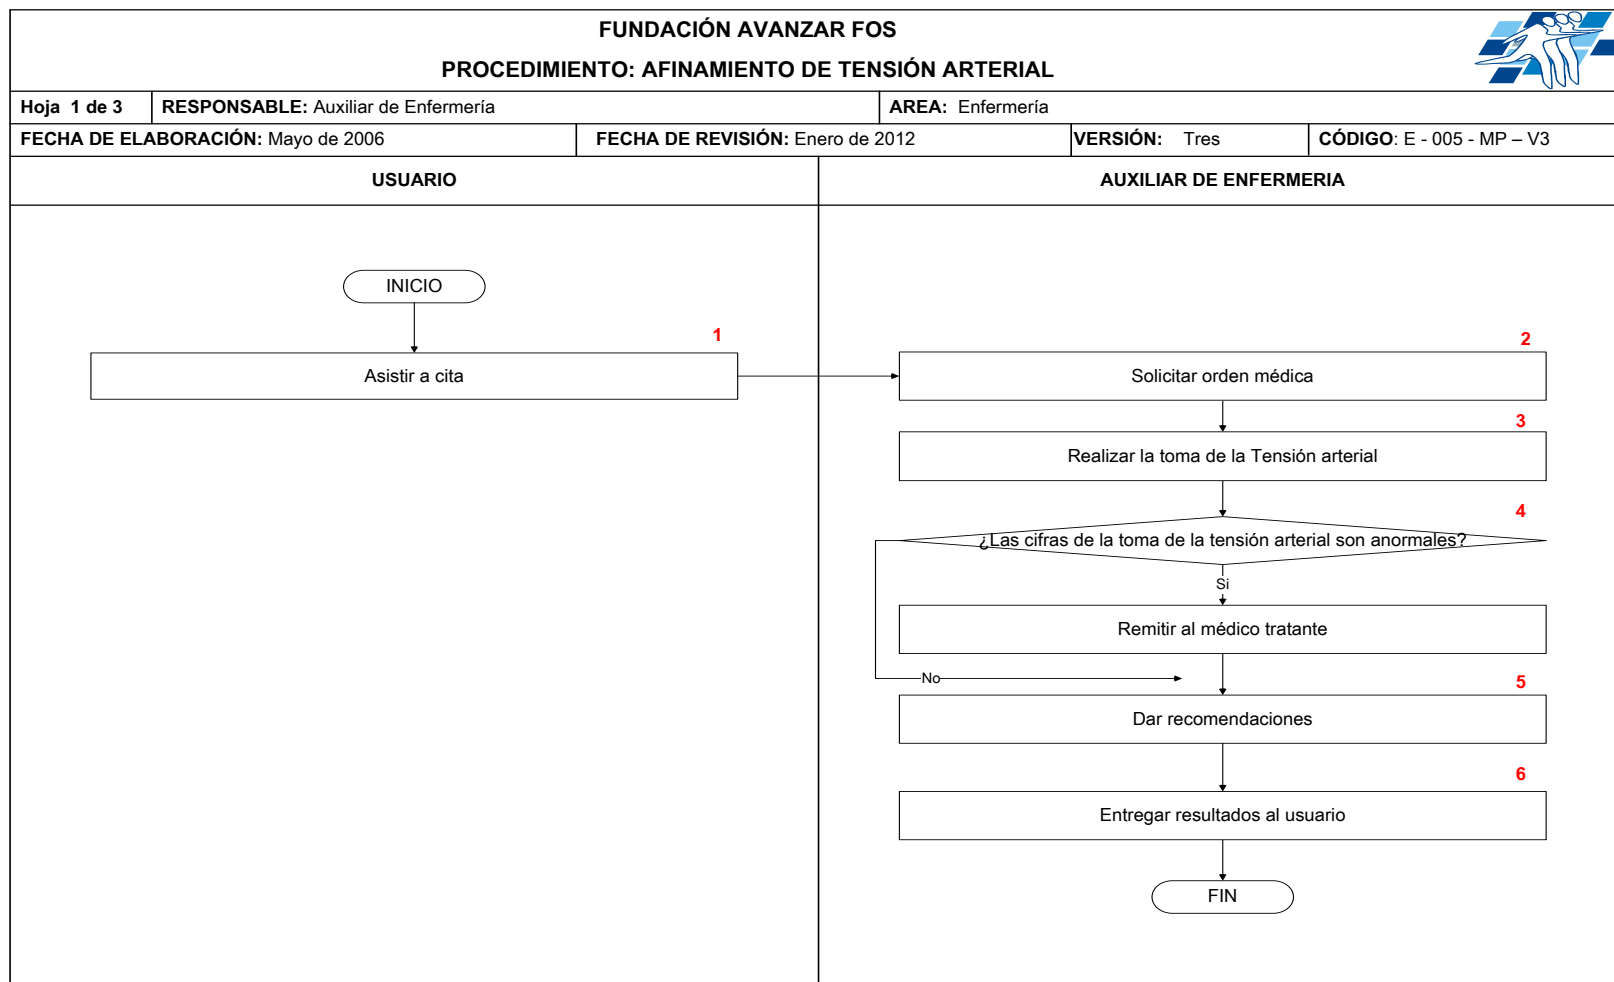 FUNDACIÓN AVANZAR FOS
PROCEDIMIENTO: AFINAMIENTO DE TENSIÓN ARTERIAL
Hoja 1 de 3 RESPONSABLE: Auxiliar de Enfermería AREA: Enfermería
FECHA DE ELABORACIÓN: Mayo de 2006 FECHA DE REVISIÓN: Enero de 2012 VERSIÓN: Tres CÓDIGO: E - 005 - MP – V3
USUARIO AUXILIAR DE ENFERMERIA
INICIO
1
Asistir a cita
2
Solicitar orden médica
3
Realizar la toma de la Tensión arterial
4
¿Las cifras de la toma de la tensión arterial son anormales?
Si
Remitir al médico tratante
No
5
Dar recomendaciones
6
Entregar resultados al usuario
FIN